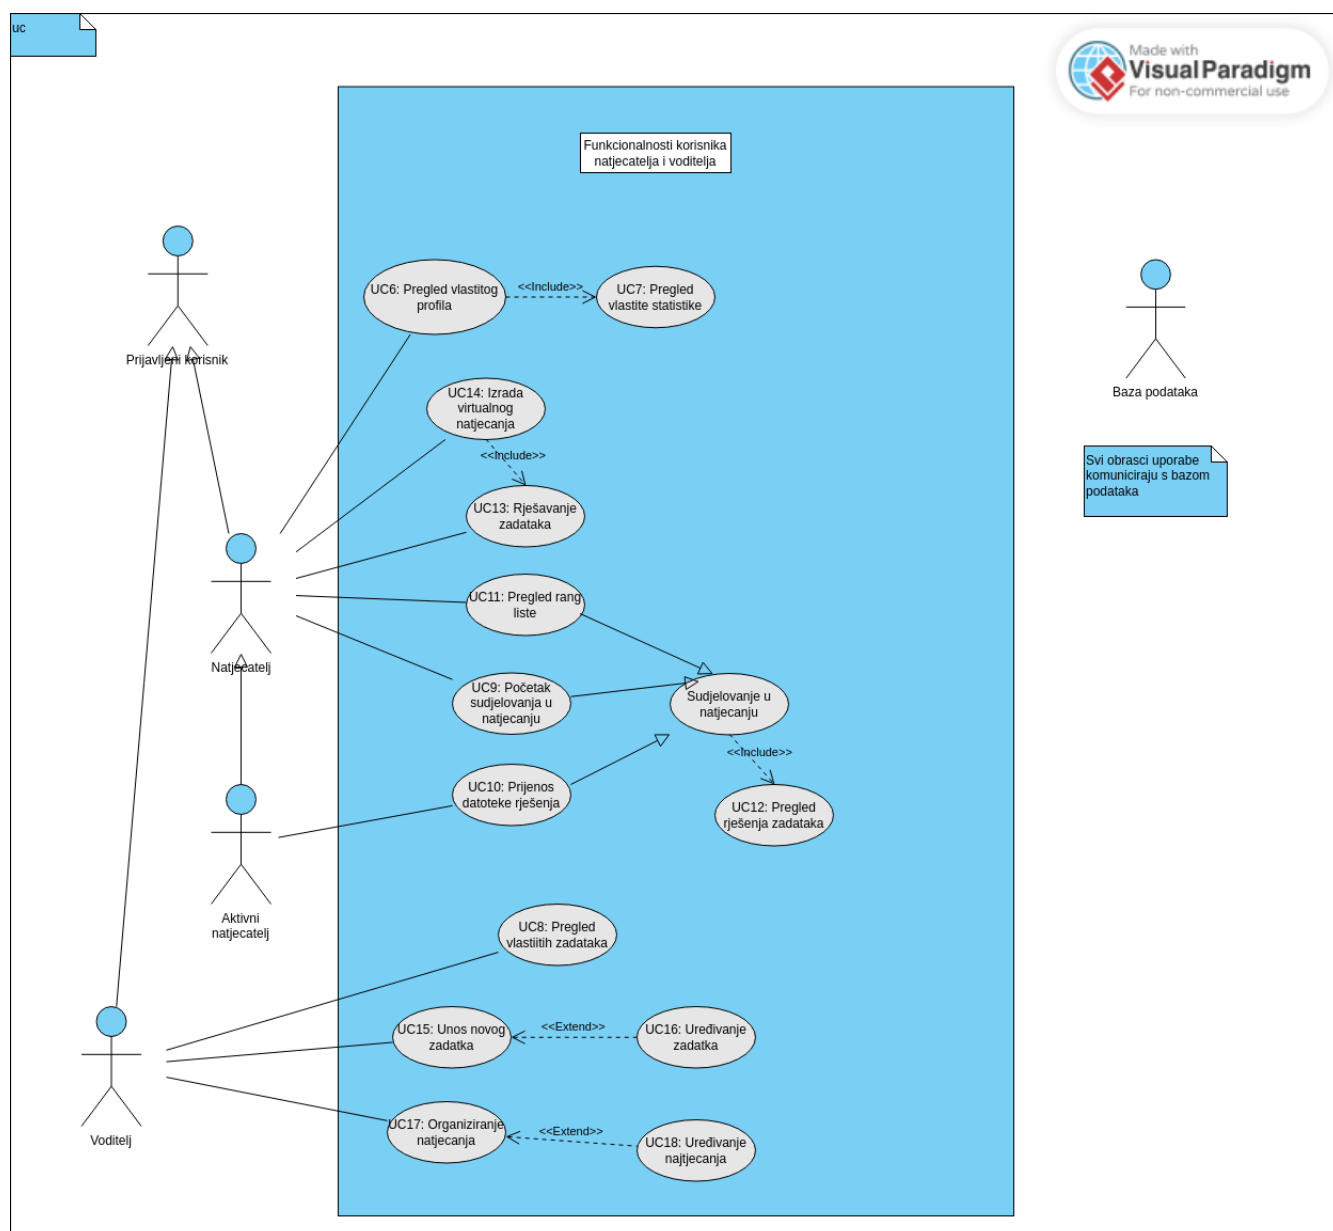 uc
Made with
Visual Paradigm
For non-commercial use
Funkcionalnosti korisnika
natjecatelja i voditelja
Prijavljeni korisnik
UC6: Pregled vlastitog
profila
<<Include>>
UC7: Pregled
vlastite statistike
Baza podataka
UC14: Izrada
virtualnog
natjecanja
<<Include>>
Svi obrasci uporabe
komuniciraju s bazom
podataka
UC13: Rješavanje
zadataka
UC11: Pregled rang
liste
Natjecatelj
UC9: Početak
sudjelovanja u
natjecanju
Sudjelovanje u
natjecanju
<<Include>>
UC10: Prijenos
datoteke rješenja
UC12: Pregled
rješenja zadataka
Aktivni
natjecatelj
UC8: Pregled
vlastiitih zadataka
UC15: Unos novog
zadatka
<<Extend>>
UC16: Uređivanje
zadatka
Voditelj
UC17: Organiziranje
natjecanja
<<Extend>>
UC18: Uređivanje
najtjecanja